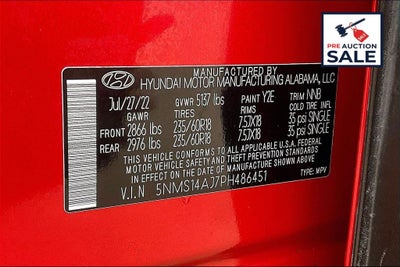 PRE AUCTION
SALE
MANUFACTURED BY
HYUNDAI MOTOR MANUFACTURING ALABAMA, LLC
Jul/27/22 GVWR 5137 lbs PAINT Y2E TRIM NNB
GAWR TIRES RIMS
FRONT 2866 lbs 235/60R18 7.5JX18 35 psi SINGLE
REAR 2976 lbs 235/60R18 7.5JX18 35 psi SINGLE
THIS VEHICLE CONFORMS TO ALL APPLICABLE FEDERAL
MOTOR VEHICLE SAFETY, BUMPER, AND THEFT PREVENTION
STANDARDS IN EFFECT ON THE DATE OF MANUFACTURE SHOWN ABOVE.
V.I.N 5NMS14AJ7PH486451 TYPE: MPV